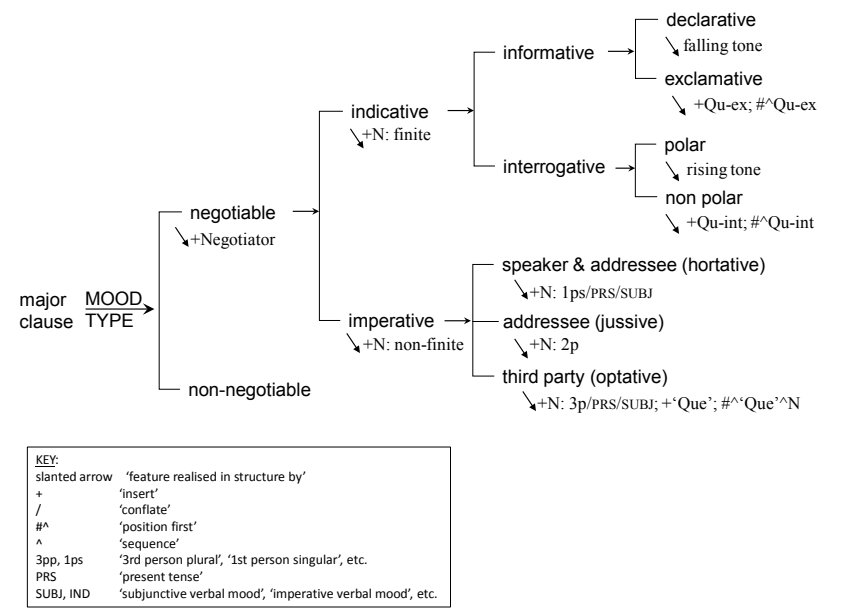 declarative
falling tone
informative
exclamative
+Qu-ex; #^Qu-ex
indicative
+N: finite
polar
rising tone
interrogative
non polar
+Qu-int; #^Qu-int
negotiable
+Negotiator
speaker & addressee (hortative)
+N: 1ps/PRS/SUBJ
major clause
MOOD TYPE
imperative
+N: non-finite
addressee (jussive)
+N: 2p
third party (optative)
+N: 3p/PRS/SUBJ; +‘Que’; #^‘Que’^N
non-negotiable
KEY:
slanted arrow ‘feature realised in structure by’
+ ‘insert’
/ ‘conflate’
#^ ‘position first’
^ ‘sequence’
3pp, 1ps ‘3rd person plural’, ‘1st person singular’, etc.
PRS ‘present tense’
SUBJ, IND ‘subjunctive verbal mood’, ‘imperative verbal mood’, etc.